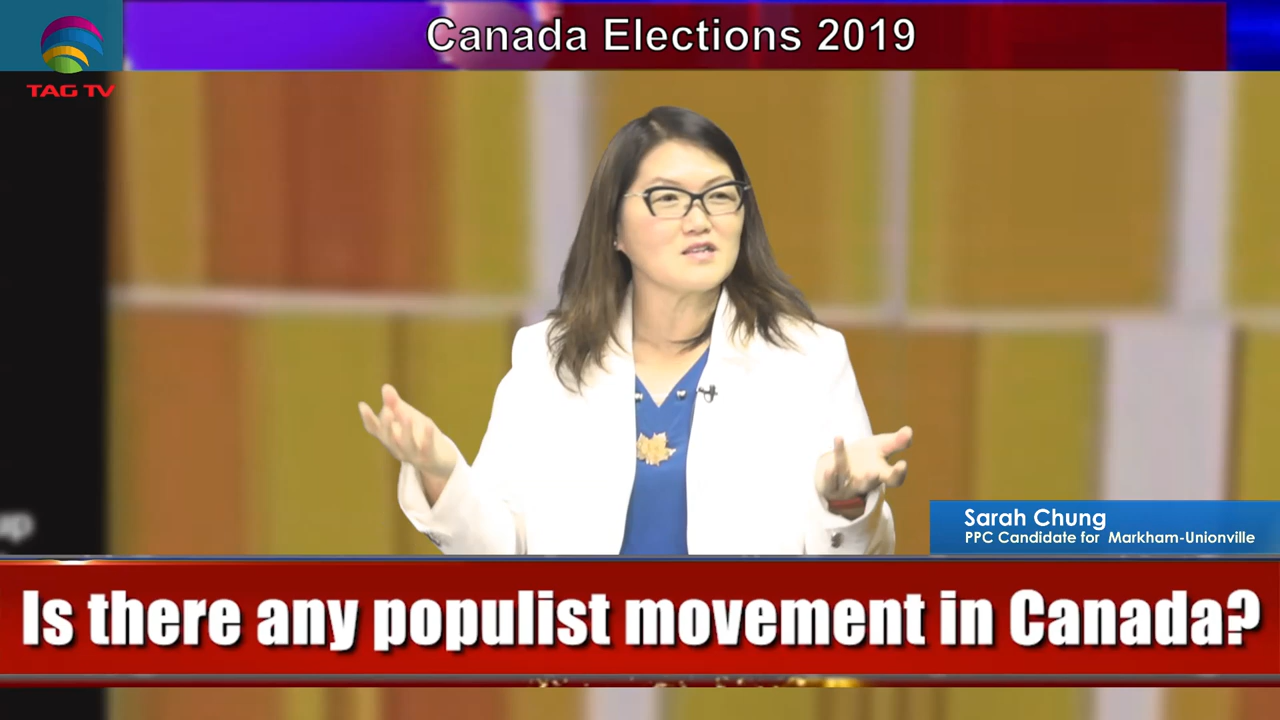 Canada Elections 2019
TAG TV
Sarah Chung
PPC Candidate for Markham-Unionville
Is there any populist movement in Canada?